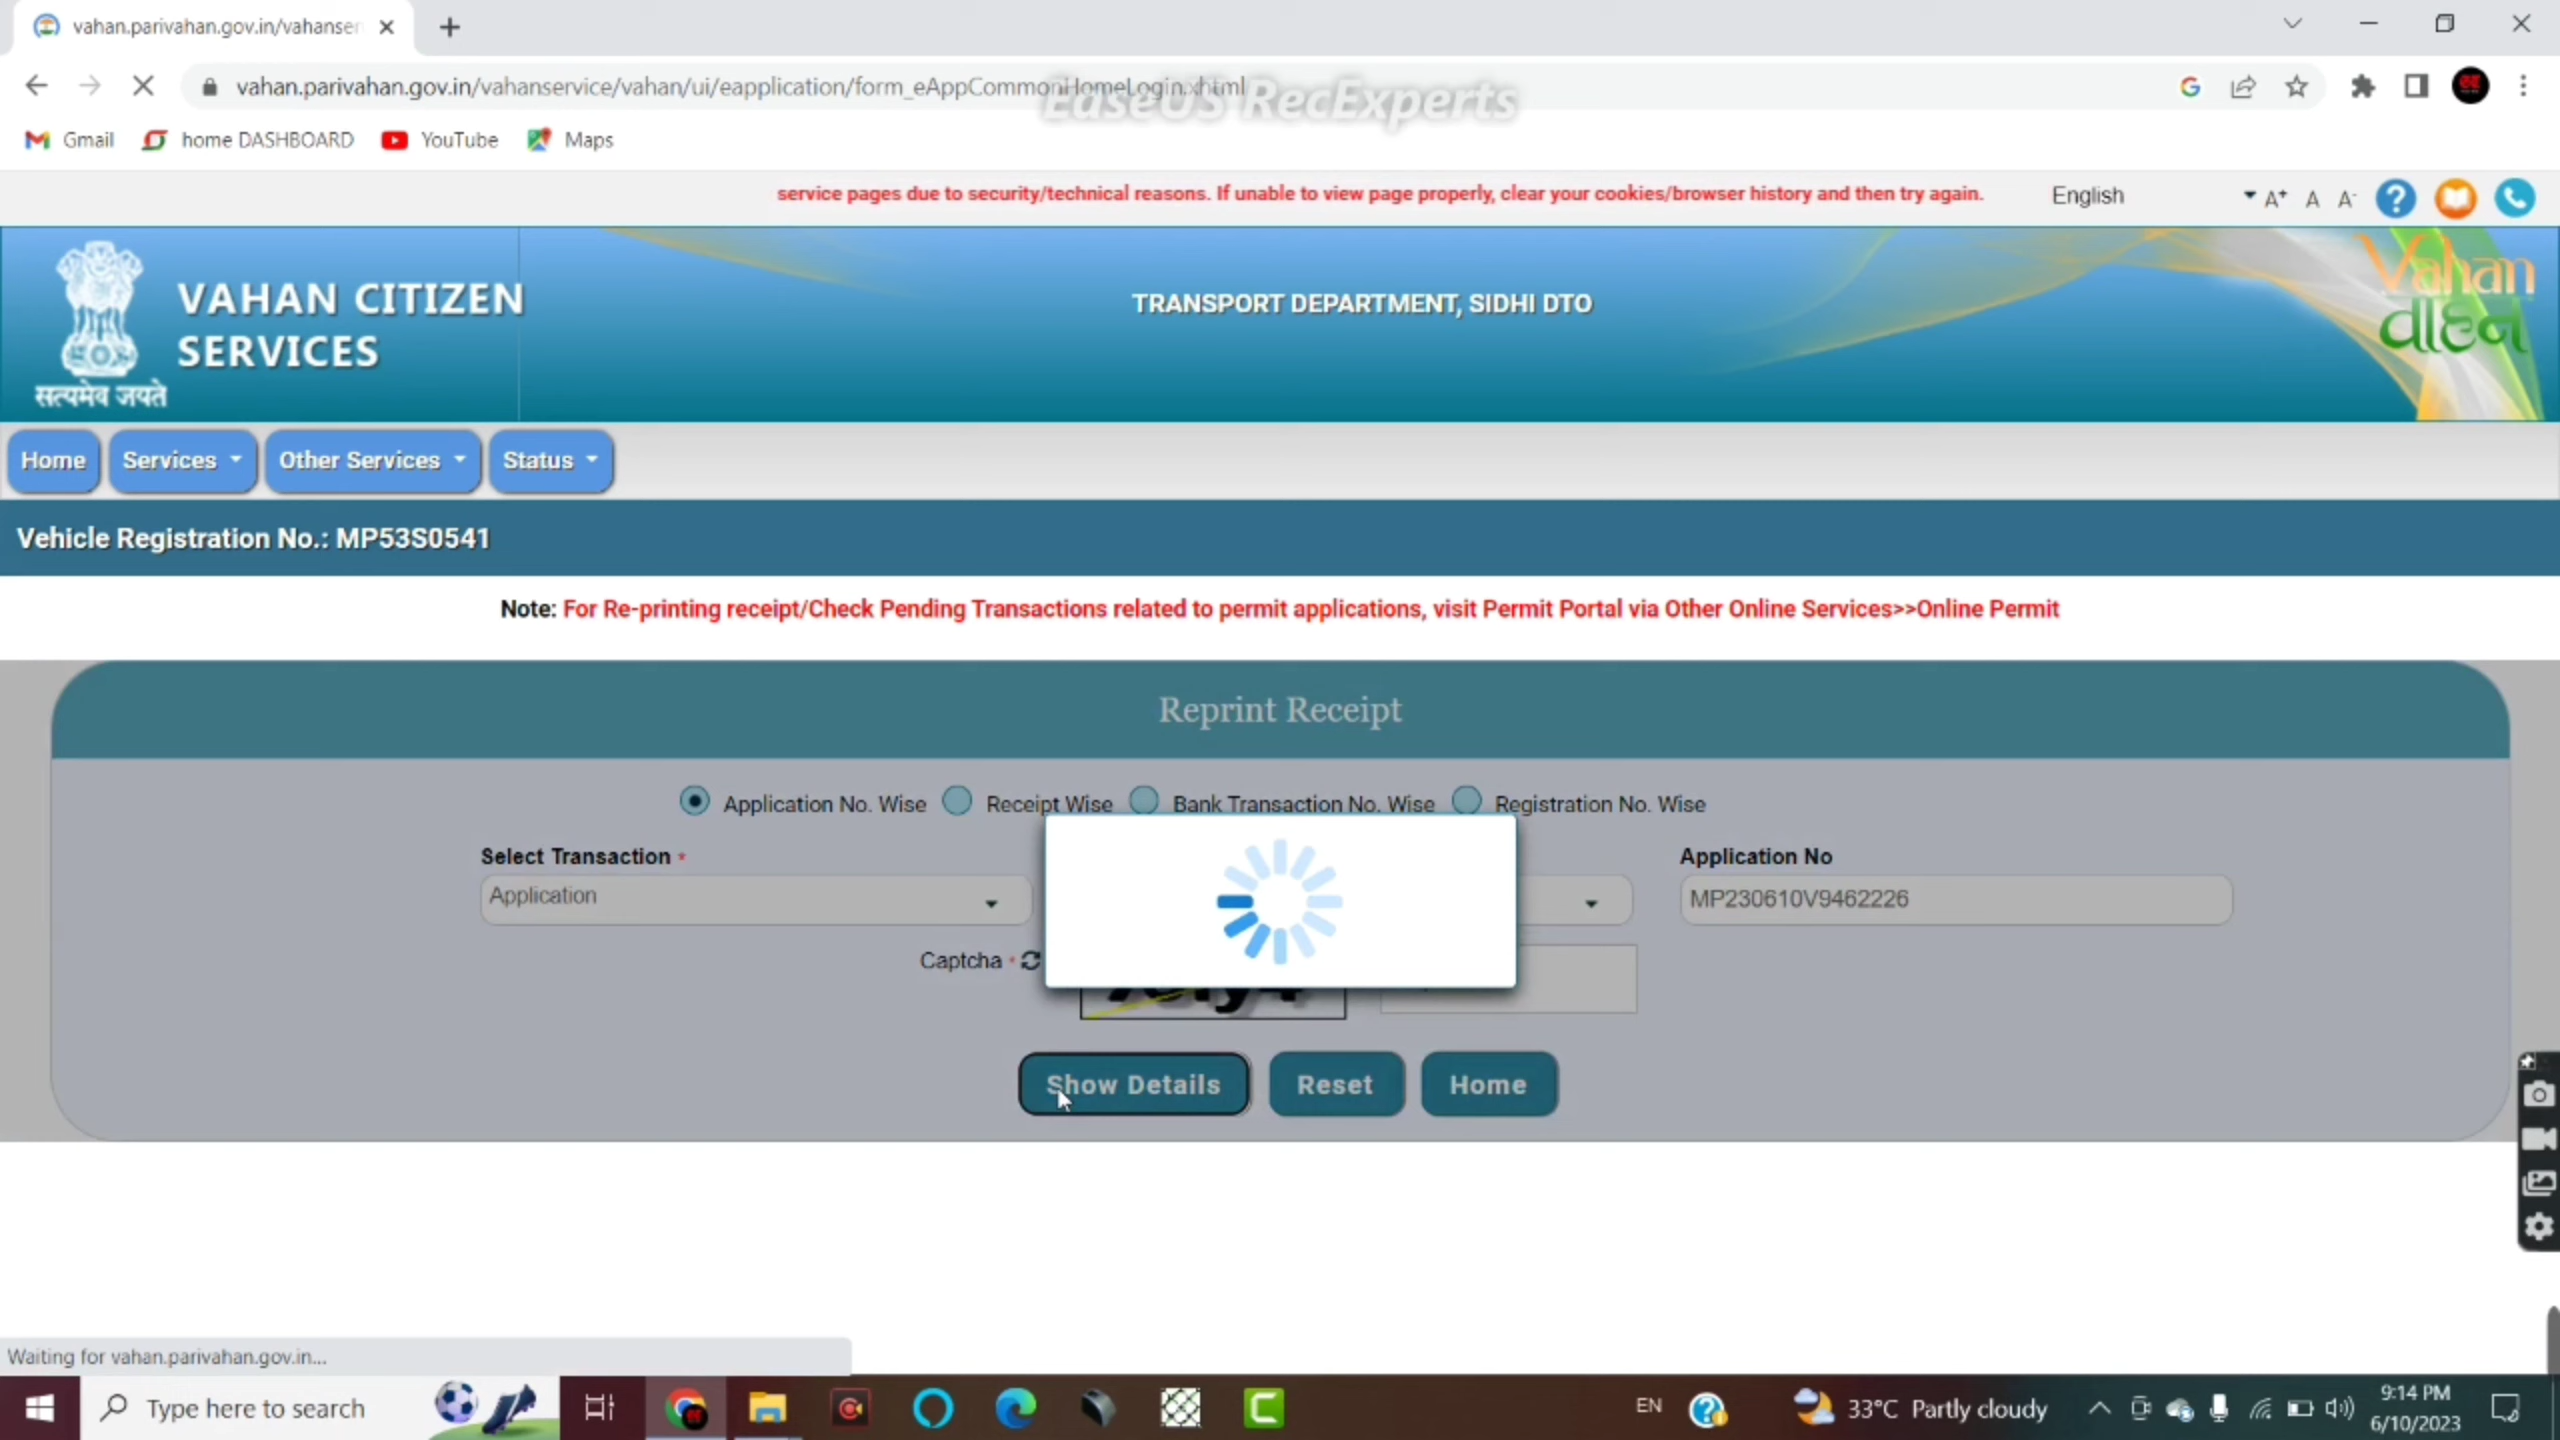 vahan.parivahan.gov.in/vahanser
vahan.parivahan.gov.in/vahanservice/vahan/ui/eapplication/form_eAppCommonHomeLogin.xhtml
EaseUS RecExperts
Gmail home DASHBOARD YouTube Maps
service pages due to security/technical reasons. If unable to view page properly, clear your cookies/browser history and then try again. English A+ A A-
VAHAN CITIZEN
SERVICES
सत्यमेव जयते
TRANSPORT DEPARTMENT, SIDHI DTO
Vahan
वाहन
Home Services Other Services Status
Vehicle Registration No.: MP53S0541
Note: For Re-printing receipt/Check Pending Transactions related to permit applications, visit Permit Portal via Other Online Services>>Online Permit
Reprint Receipt
Application No. Wise Receipt Wise Bank Transaction No. Wise Registration No. Wise
Select Transaction * Application No
Application MP230610V9462226
Captcha *
Show Details Reset Home
Waiting for vahan.parivahan.gov.in...
Type here to search EN 33°C Partly cloudy 9:14 PM
6/10/2023